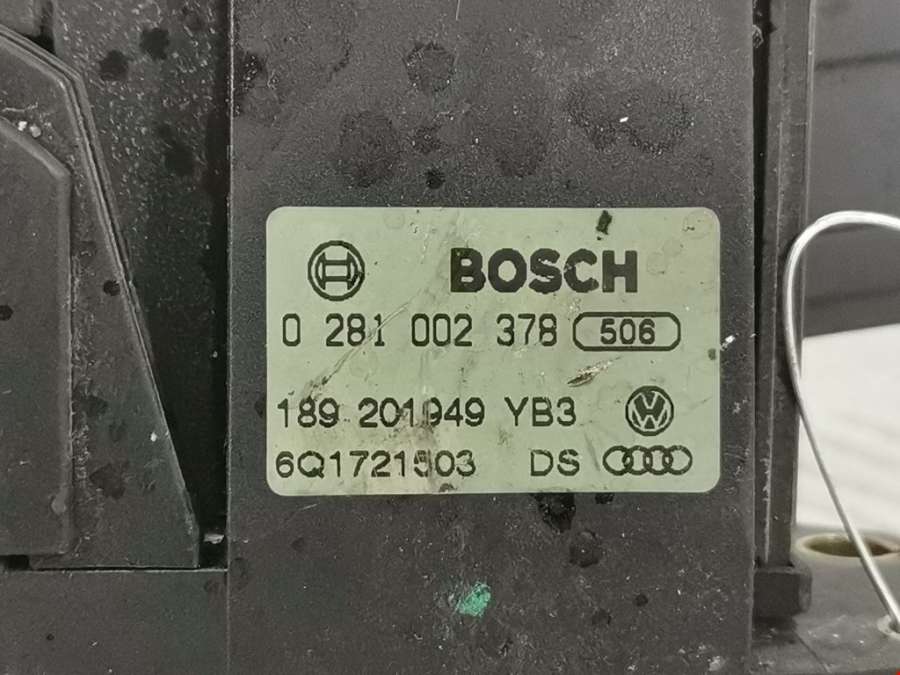 BOSCH
0 281 002 378 506
189 201949 YB3
6Q1721503 DS